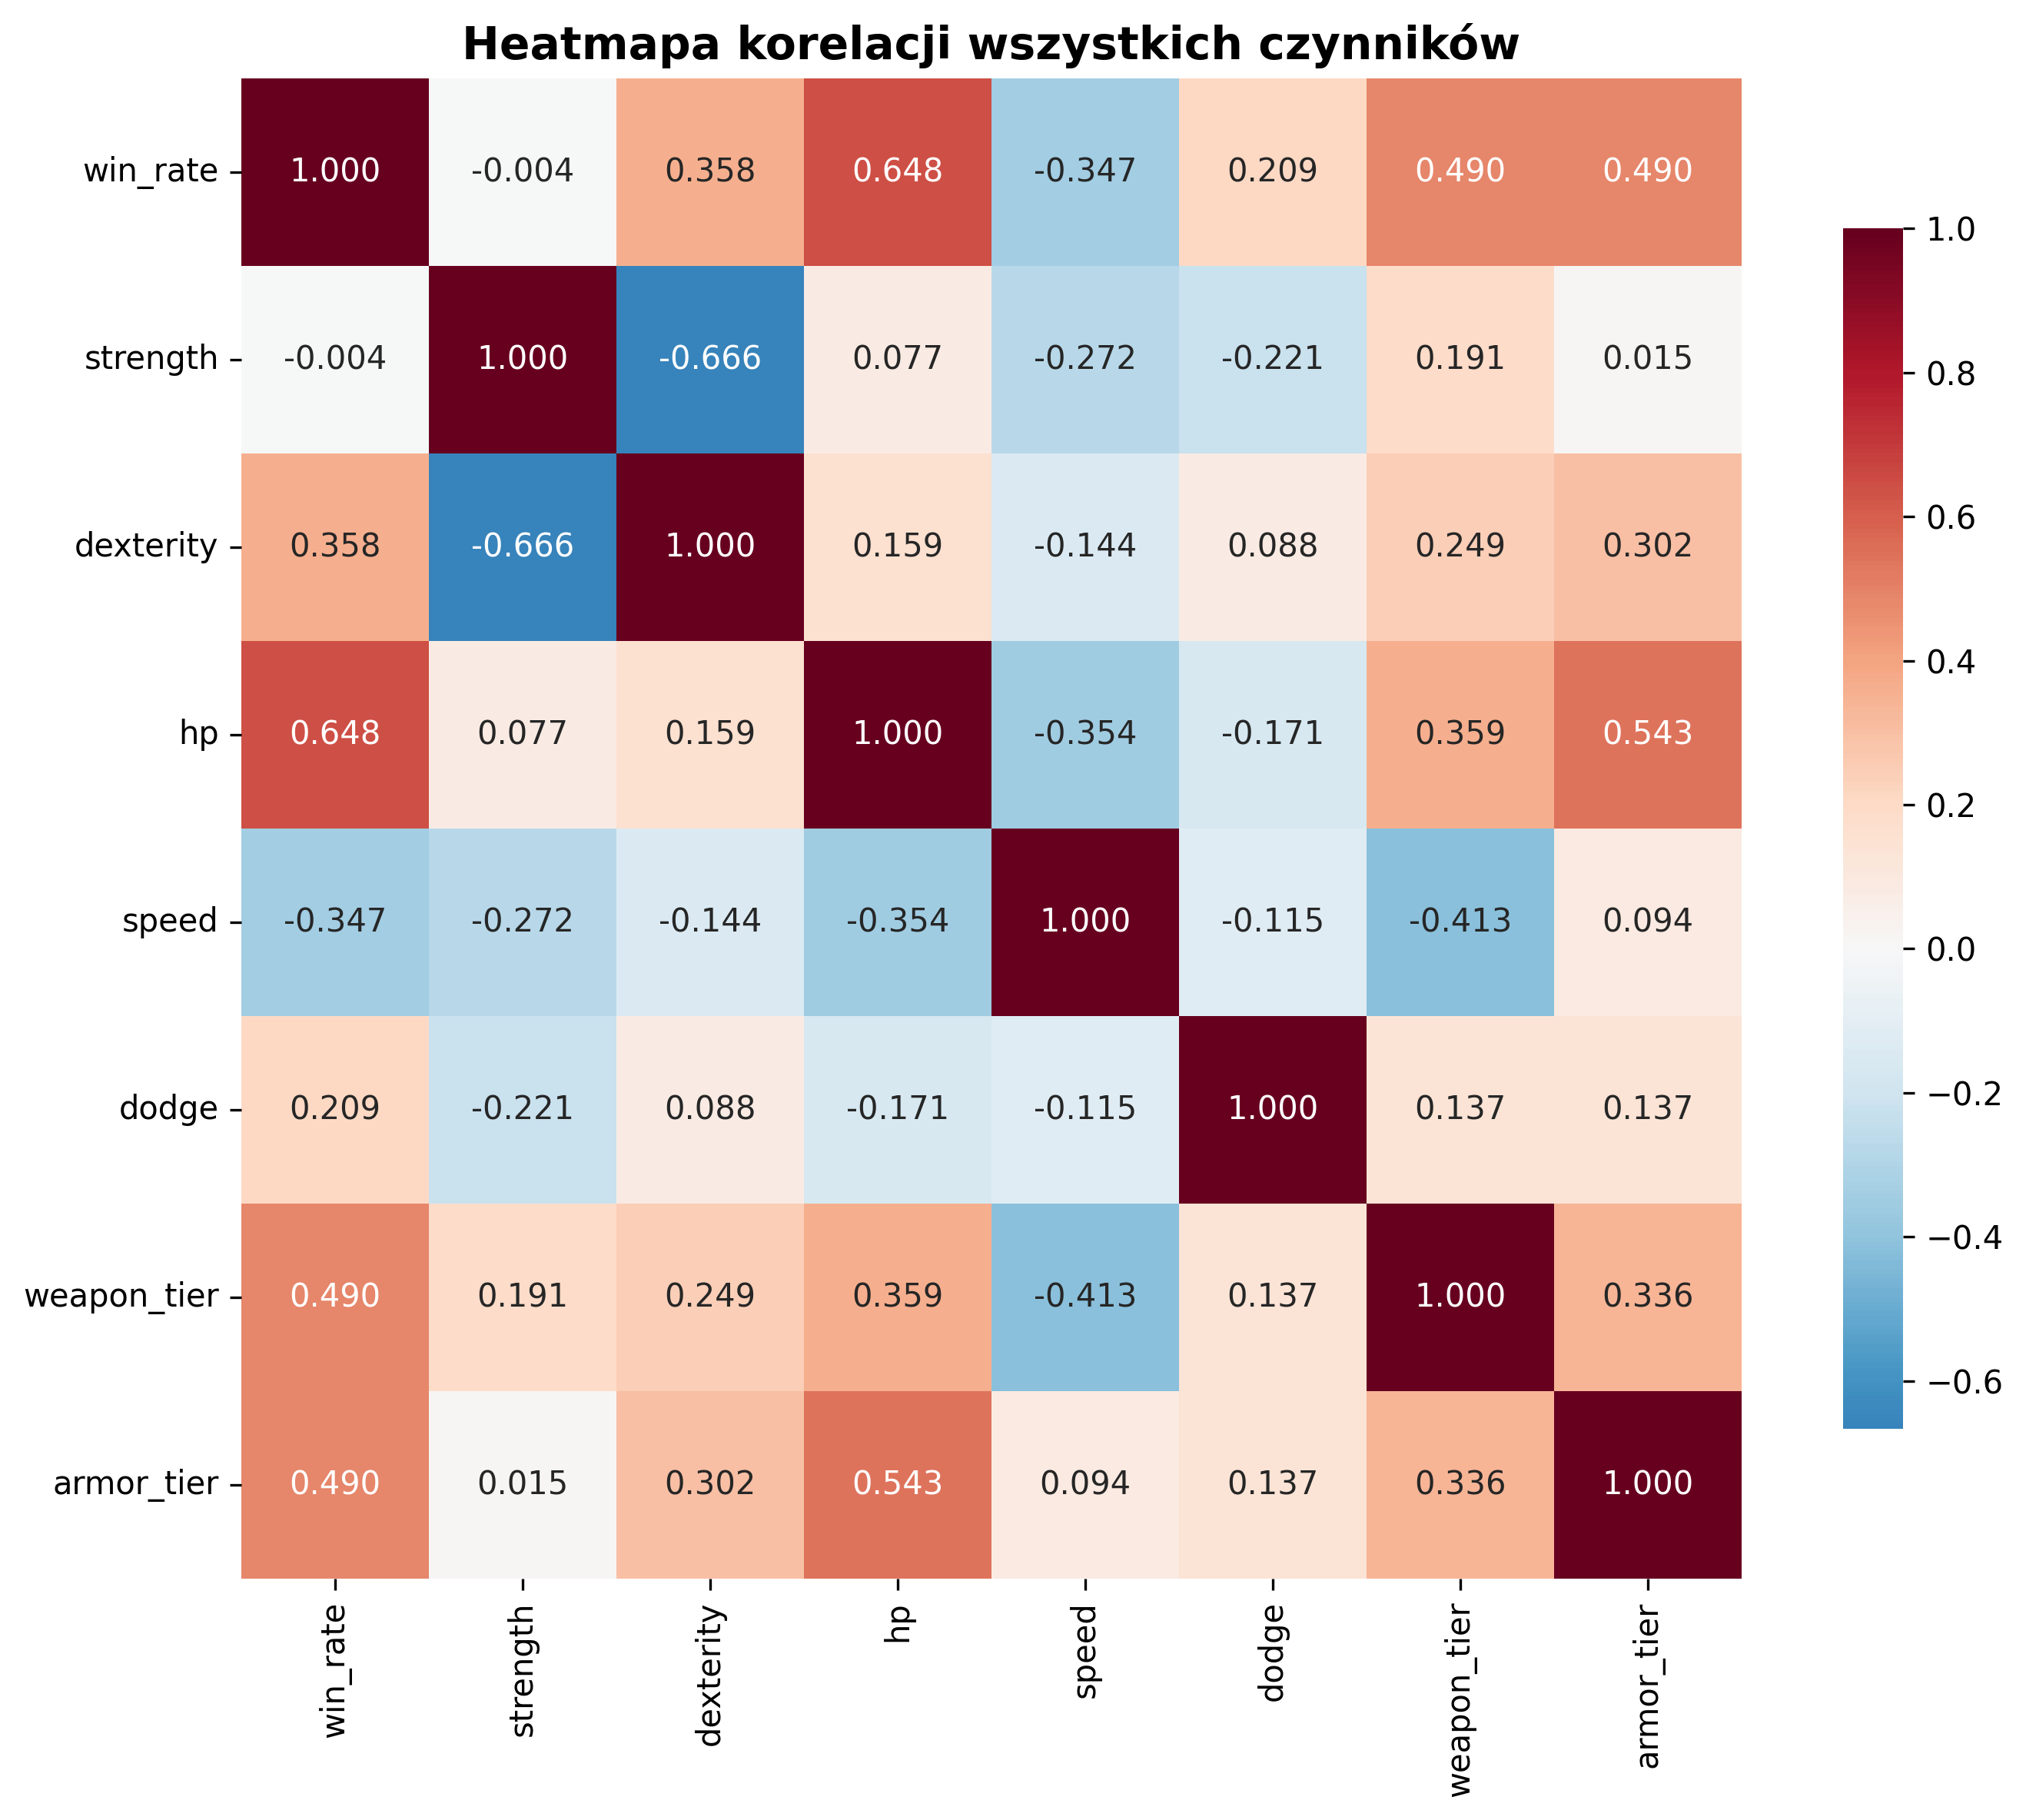 Heatmapa korelacji wszystkich czynników
win_rate 1.000 -0.004 0.358 0.648 -0.347 0.209 0.490 0.490
strength -0.004 1.000 -0.666 0.077 -0.272 -0.221 0.191 0.015
dexterity 0.358 -0.666 1.000 0.159 -0.144 0.088 0.249 0.302
hp 0.648 0.077 0.159 1.000 -0.354 -0.171 0.359 0.543
speed -0.347 -0.272 -0.144 -0.354 1.000 -0.115 -0.413 0.094
dodge 0.209 -0.221 0.088 -0.171 -0.115 1.000 0.137 0.137
weapon_tier 0.490 0.191 0.249 0.359 -0.413 0.137 1.000 0.336
armor_tier 0.490 0.015 0.302 0.543 0.094 0.137 0.336 1.000
win_rate
strength
dexterity
hp
speed
dodge
weapon_tier
armor_tier
1.0
0.8
0.6
0.4
0.2
0.0
−0.2
−0.4
−0.6